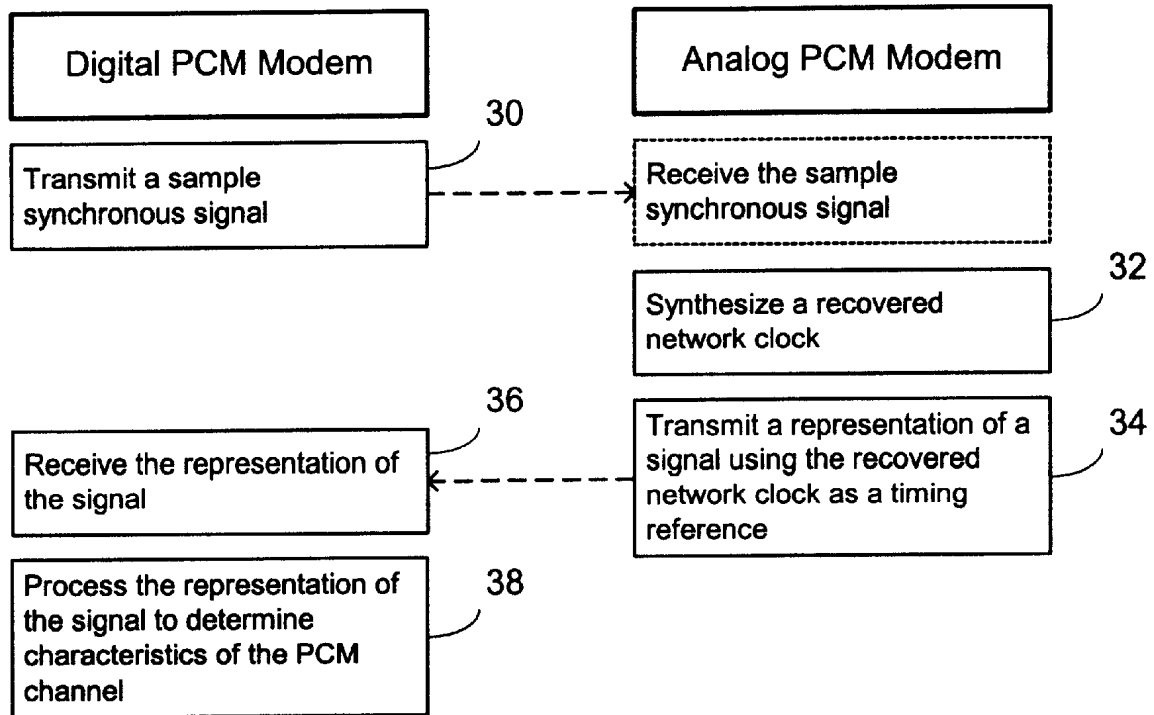 Digital PCM Modem
Analog PCM Modem
30
Transmit a sample
synchronous signal
Receive the sample
synchronous signal
32
Synthesize a recovered
network clock
36
Receive the representation of
the signal
34
Transmit a representation of a
signal using the recovered
network clock as a timing
reference
38
Process the representation of
the signal to determine
characteristics of the PCM
channel